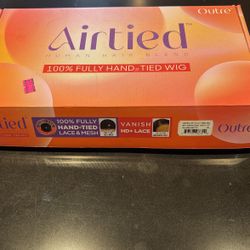 Outre
Airtied™
HUMAN HAIR BLEND
100% FULLY HAND-TIED WIG
Airtied
100% FULLY
HAND-TIED
LACE & MESH
VANISH
HD+ LACE
Outre